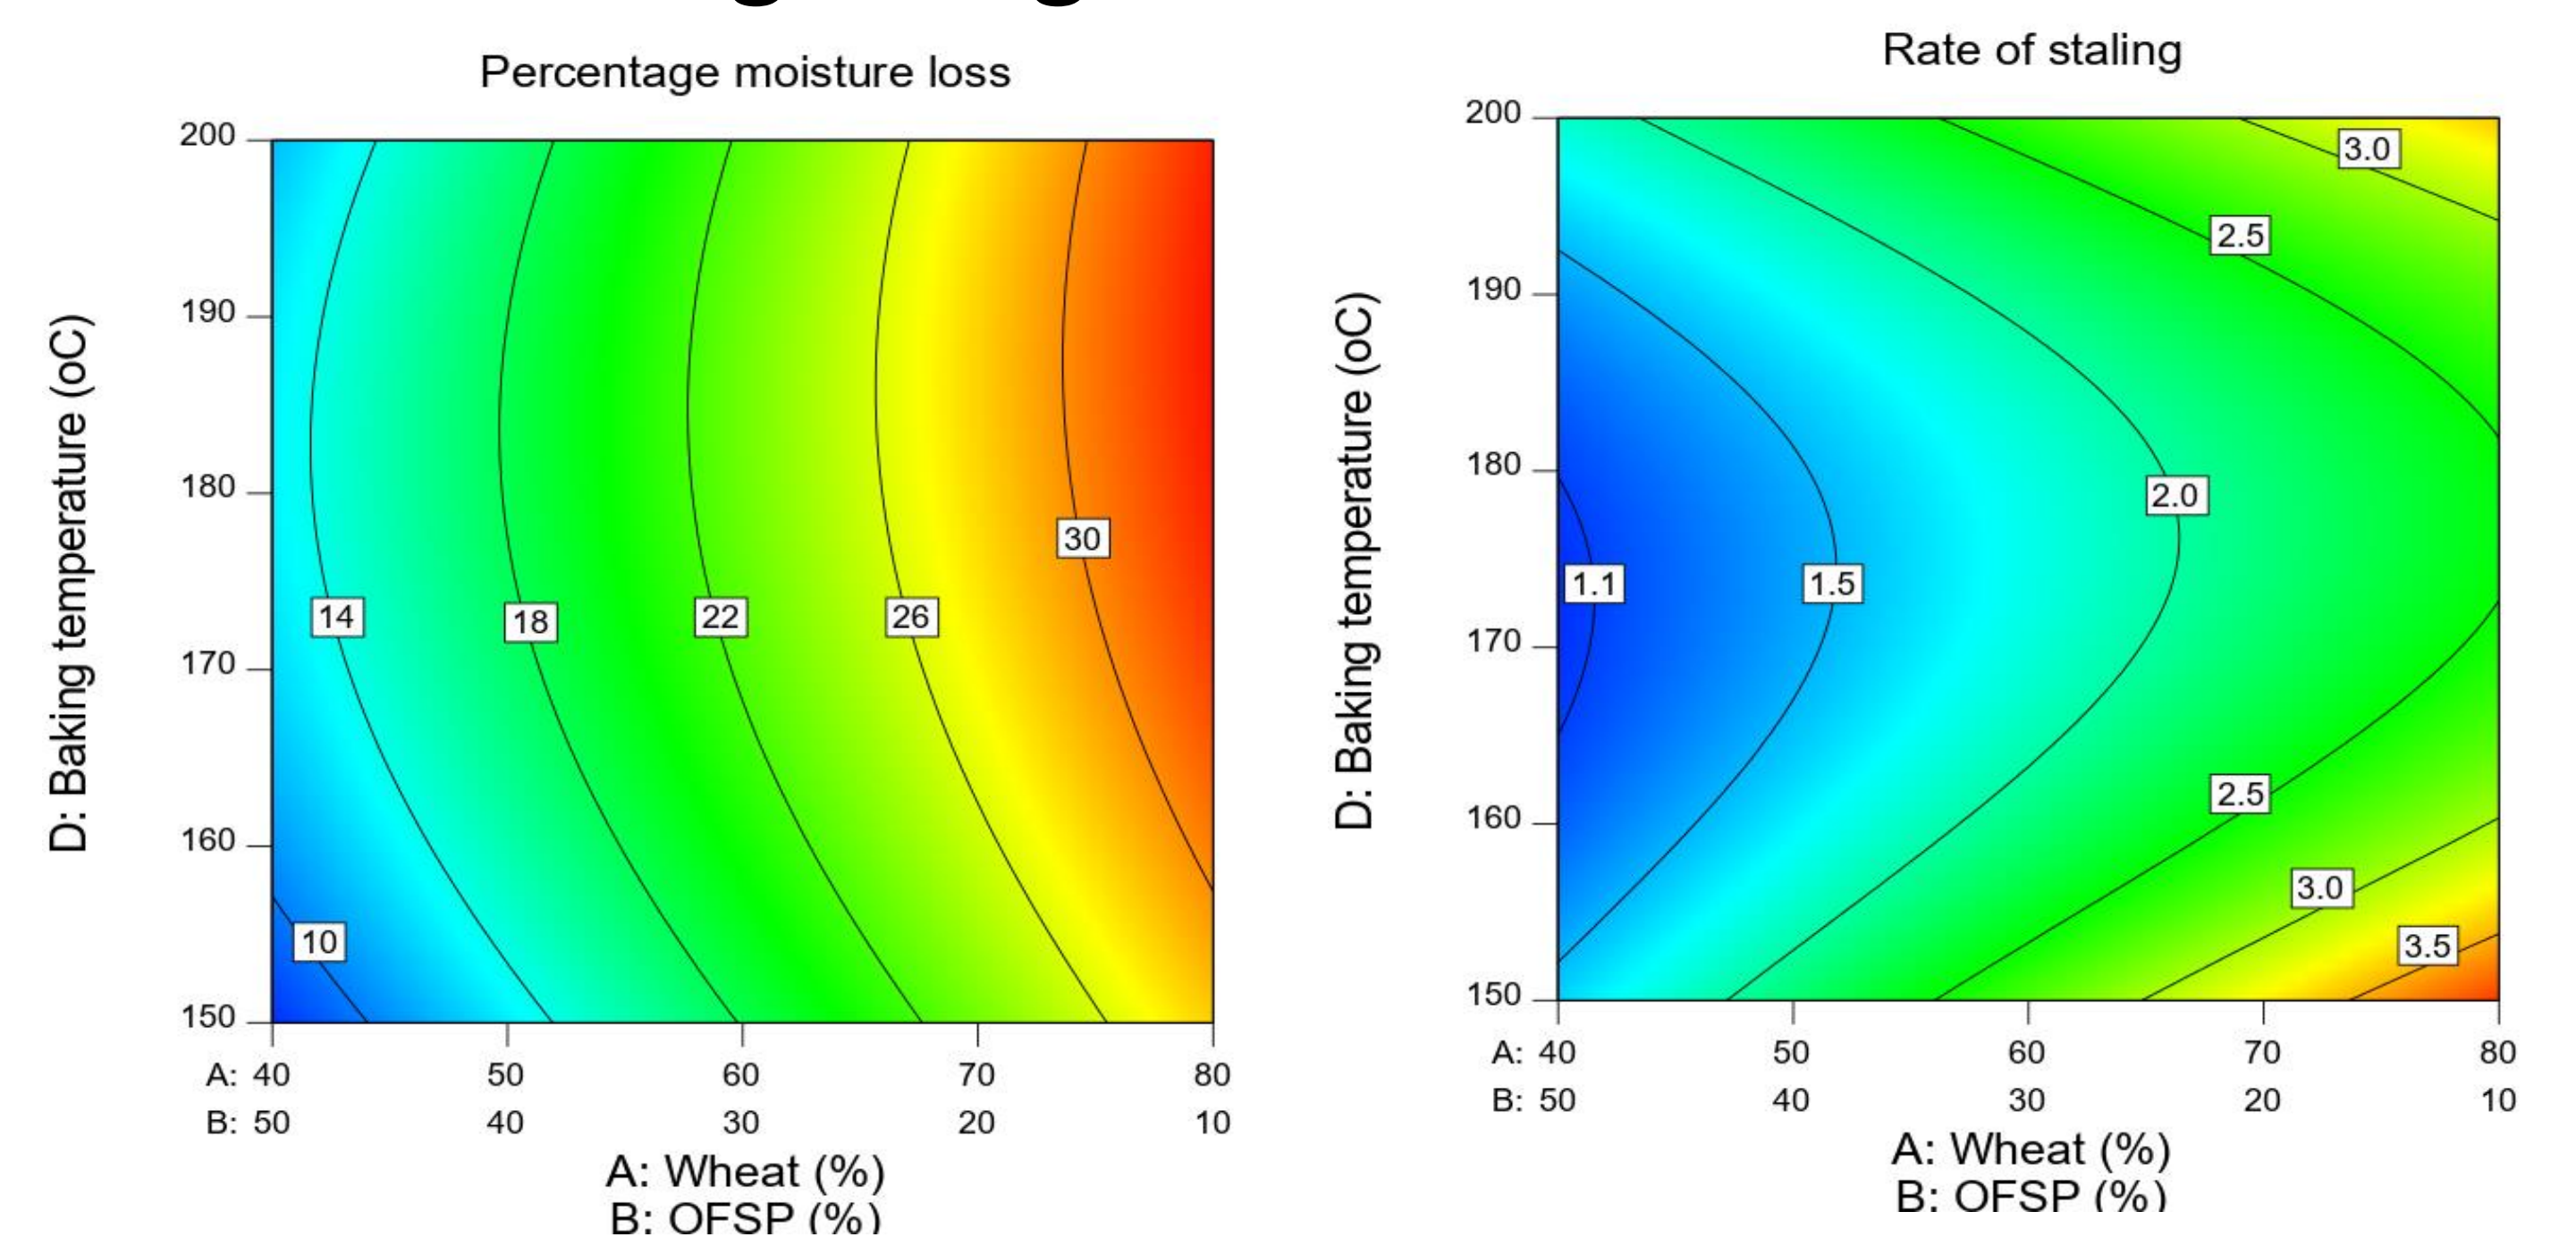 Percentage moisture loss
D: Baking temperature (oC)
200
190
180
170
160
150
14
18
22
26
30
10
A: 40 50 60 70 80
B: 50 40 30 20 10
A: Wheat (%)
B: OFSP (%)
Rate of staling
D: Baking temperature (oC)
200
190
180
170
160
150
3.0
2.5
2.0
1.1
1.5
2.5
3.0
3.5
A: 40 50 60 70 80
B: 50 40 30 20 10
A: Wheat (%)
B: OFSP (%)